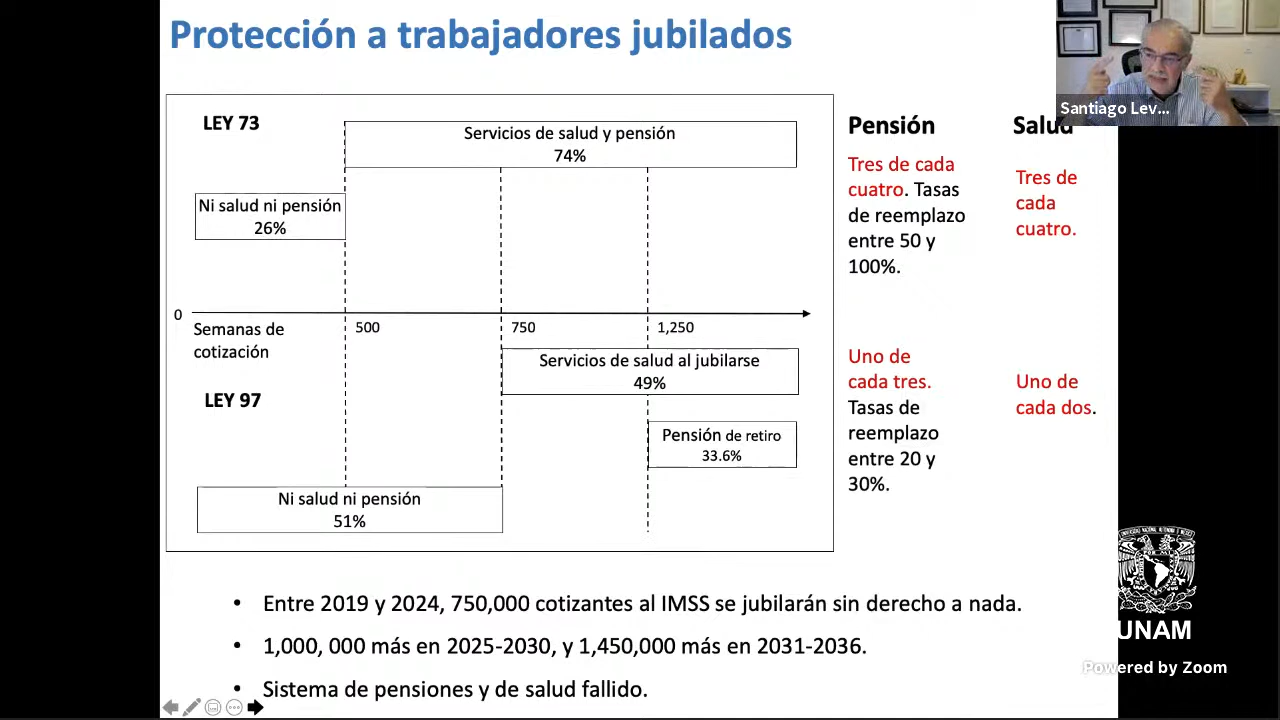 Protección a trabajadores jubilados
LEY 73
Servicios de salud y pensión
74%
Ni salud ni pensión
26%
0
Semanas de
cotización
500
750
1,250
Servicios de salud al jubilarse
49%
LEY 97
Pensión de retiro
33.6%
Ni salud ni pensión
51%
Pensión
Tres de cada
cuatro. Tasas
de reemplazo
entre 50 y
100%.
Salud
Tres de
cada
cuatro.
Uno de
cada tres.
Tasas de
reemplazo
entre 20 y
30%.
Uno de
cada dos.
Santiago Lev...
• Entre 2019 y 2024, 750,000 cotizantes al IMSS se jubilarán sin derecho a nada.
• 1,000, 000 más en 2025-2030, y 1,450,000 más en 2031-2036.
• Sistema de pensiones y de salud fallido.
UNAM
Powered by Zoom